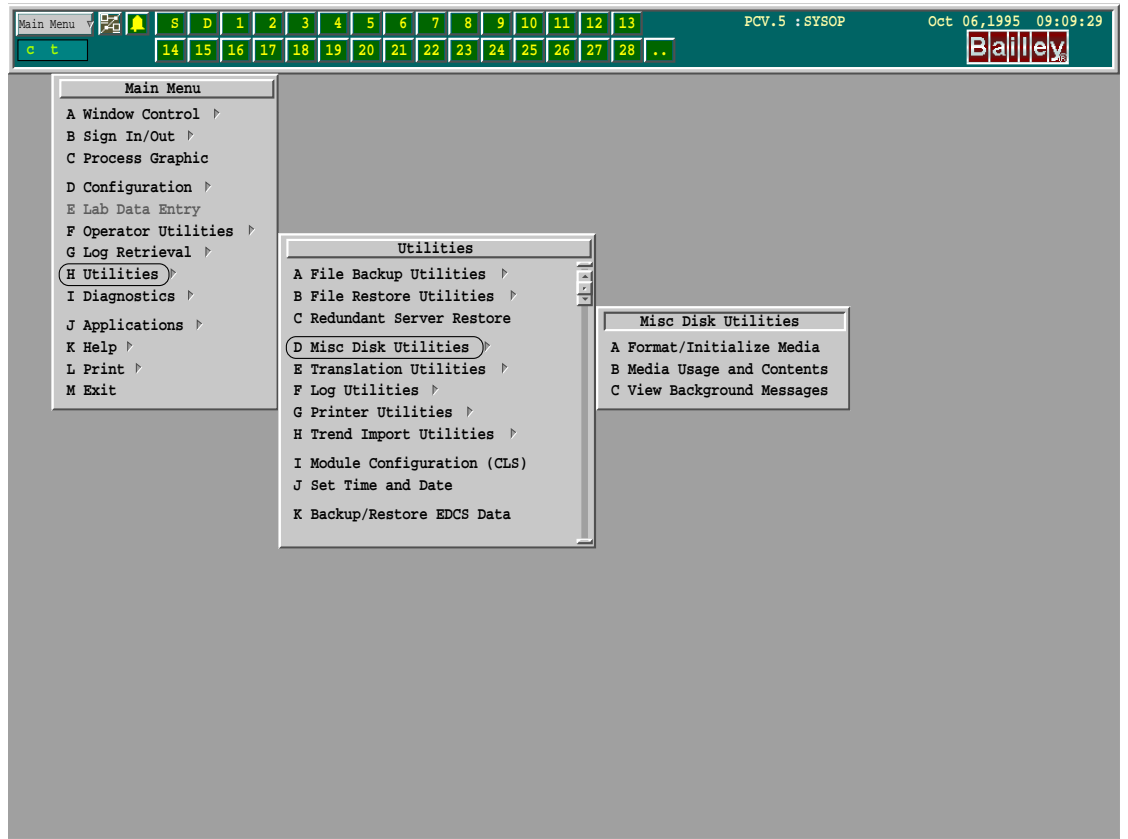 Main Menu S D 1 2 3 4 5 6 7 8 9 10 11 12 13 PCV.5 :SYSOP Oct 06,1995 09:09:29
c t 14 15 16 17 18 19 20 21 22 23 24 25 26 27 28 .. Bailey®
Main Menu
A Window Control
B Sign In/Out
C Process Graphic
D Configuration
E Lab Data Entry
F Operator Utilities
G Log Retrieval
H Utilities
I Diagnostics
J Applications
K Help
L Print
M Exit
Utilities
A File Backup Utilities
B File Restore Utilities
C Redundant Server Restore
D Misc Disk Utilities
E Translation Utilities
F Log Utilities
G Printer Utilities
H Trend Import Utilities
I Module Configuration (CLS)
J Set Time and Date
K Backup/Restore EDCS Data
Misc Disk Utilities
A Format/Initialize Media
B Media Usage and Contents
C View Background Messages